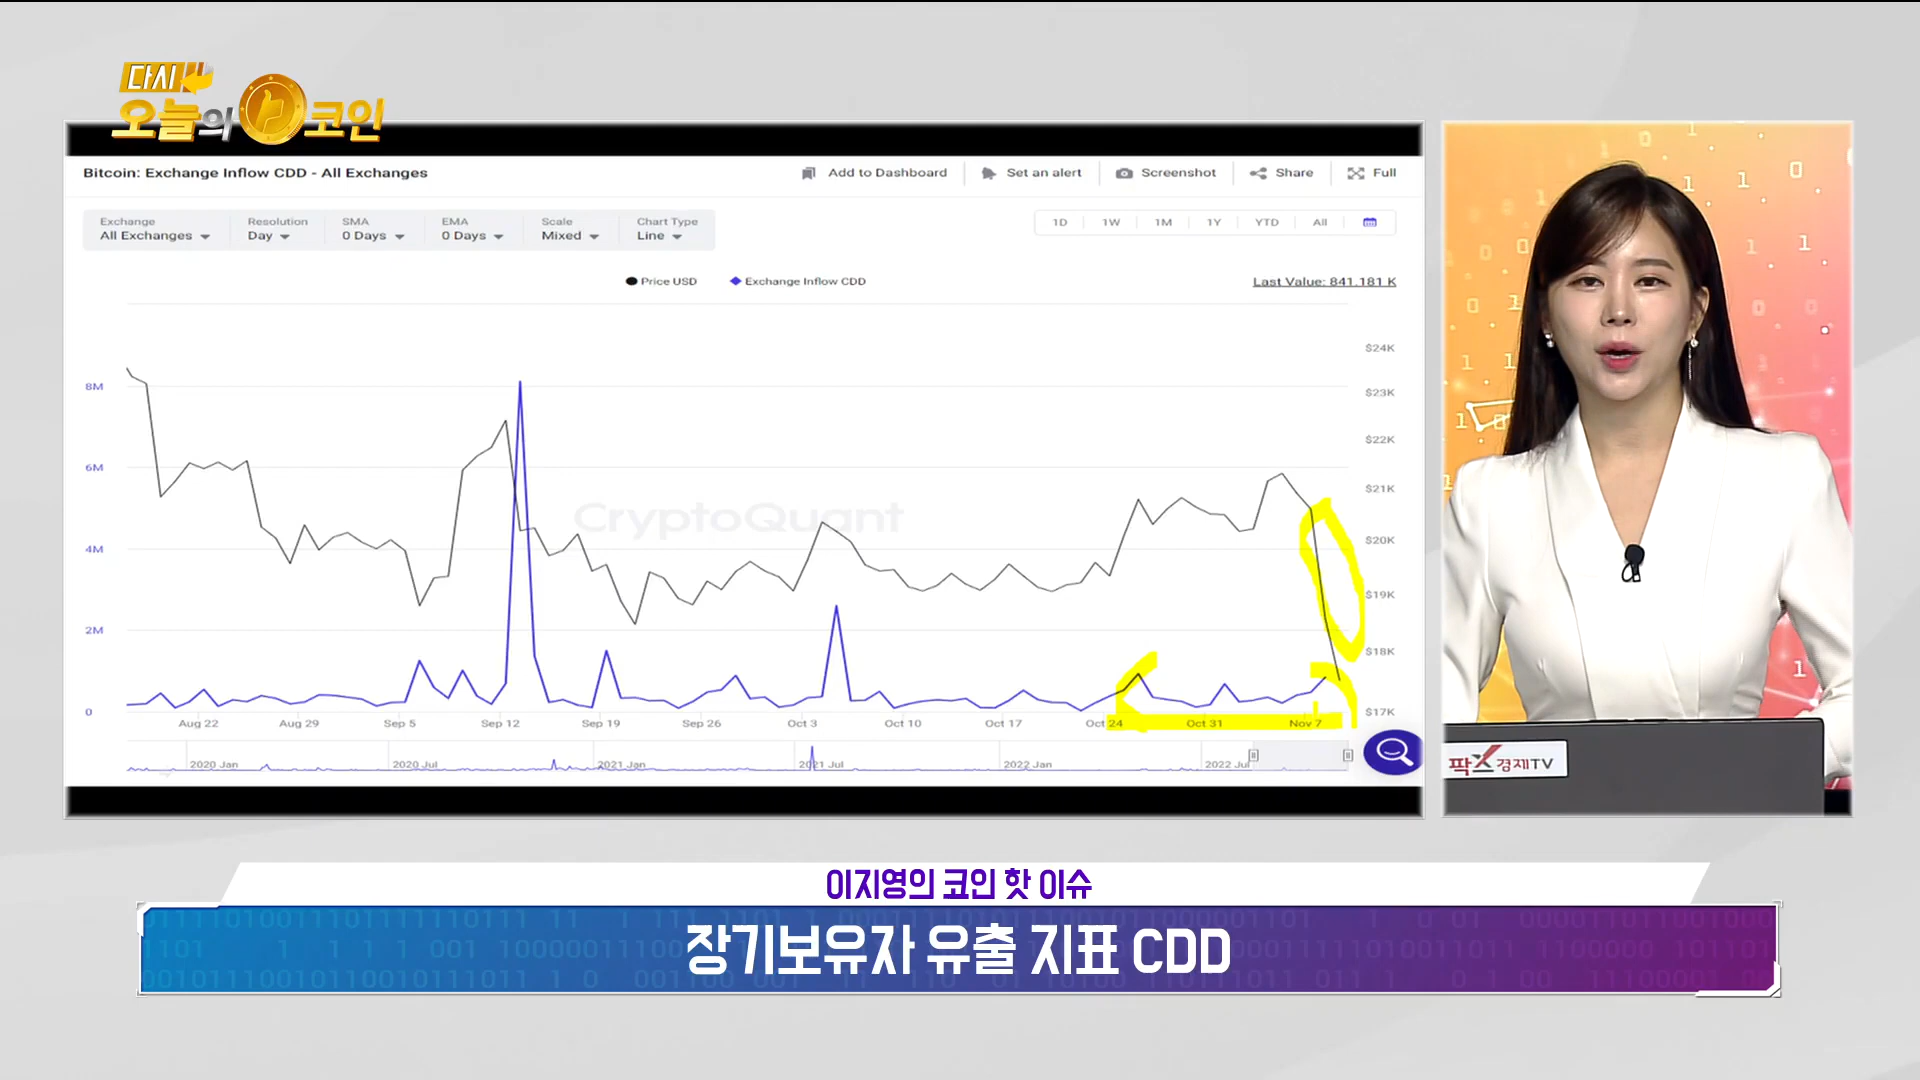 다시
오늘의 코인
Bitcoin: Exchange Inflow CDD - All Exchanges
Add to Dashboard
Set an alert
Screenshot
Share
Full
Exchange Resolution SMA EMA Scale Chart Type
All Exchanges Day 0 Days 0 Days Mixed Line
1D 1W 1M 1Y YTD All
Price USD Exchange Inflow CDD
Last Value: 841.181 K
8M
6M
4M
2M
0
$24K
$23K
$22K
$21K
$20K
$19K
$18K
$17K
CryptoQuant
Aug 22 Aug 29 Sep 5 Sep 12 Sep 19 Sep 26 Oct 3 Oct 10 Oct 17 Oct 24 Oct 31 Nov 7
2020 Jan 2020 Jul 2021 Jan 2021 Jul 2022 Jan 2022 Jul
팍스경제TV
이지영의 코인 핫 이슈
장기보유자 유출 지표 CDD